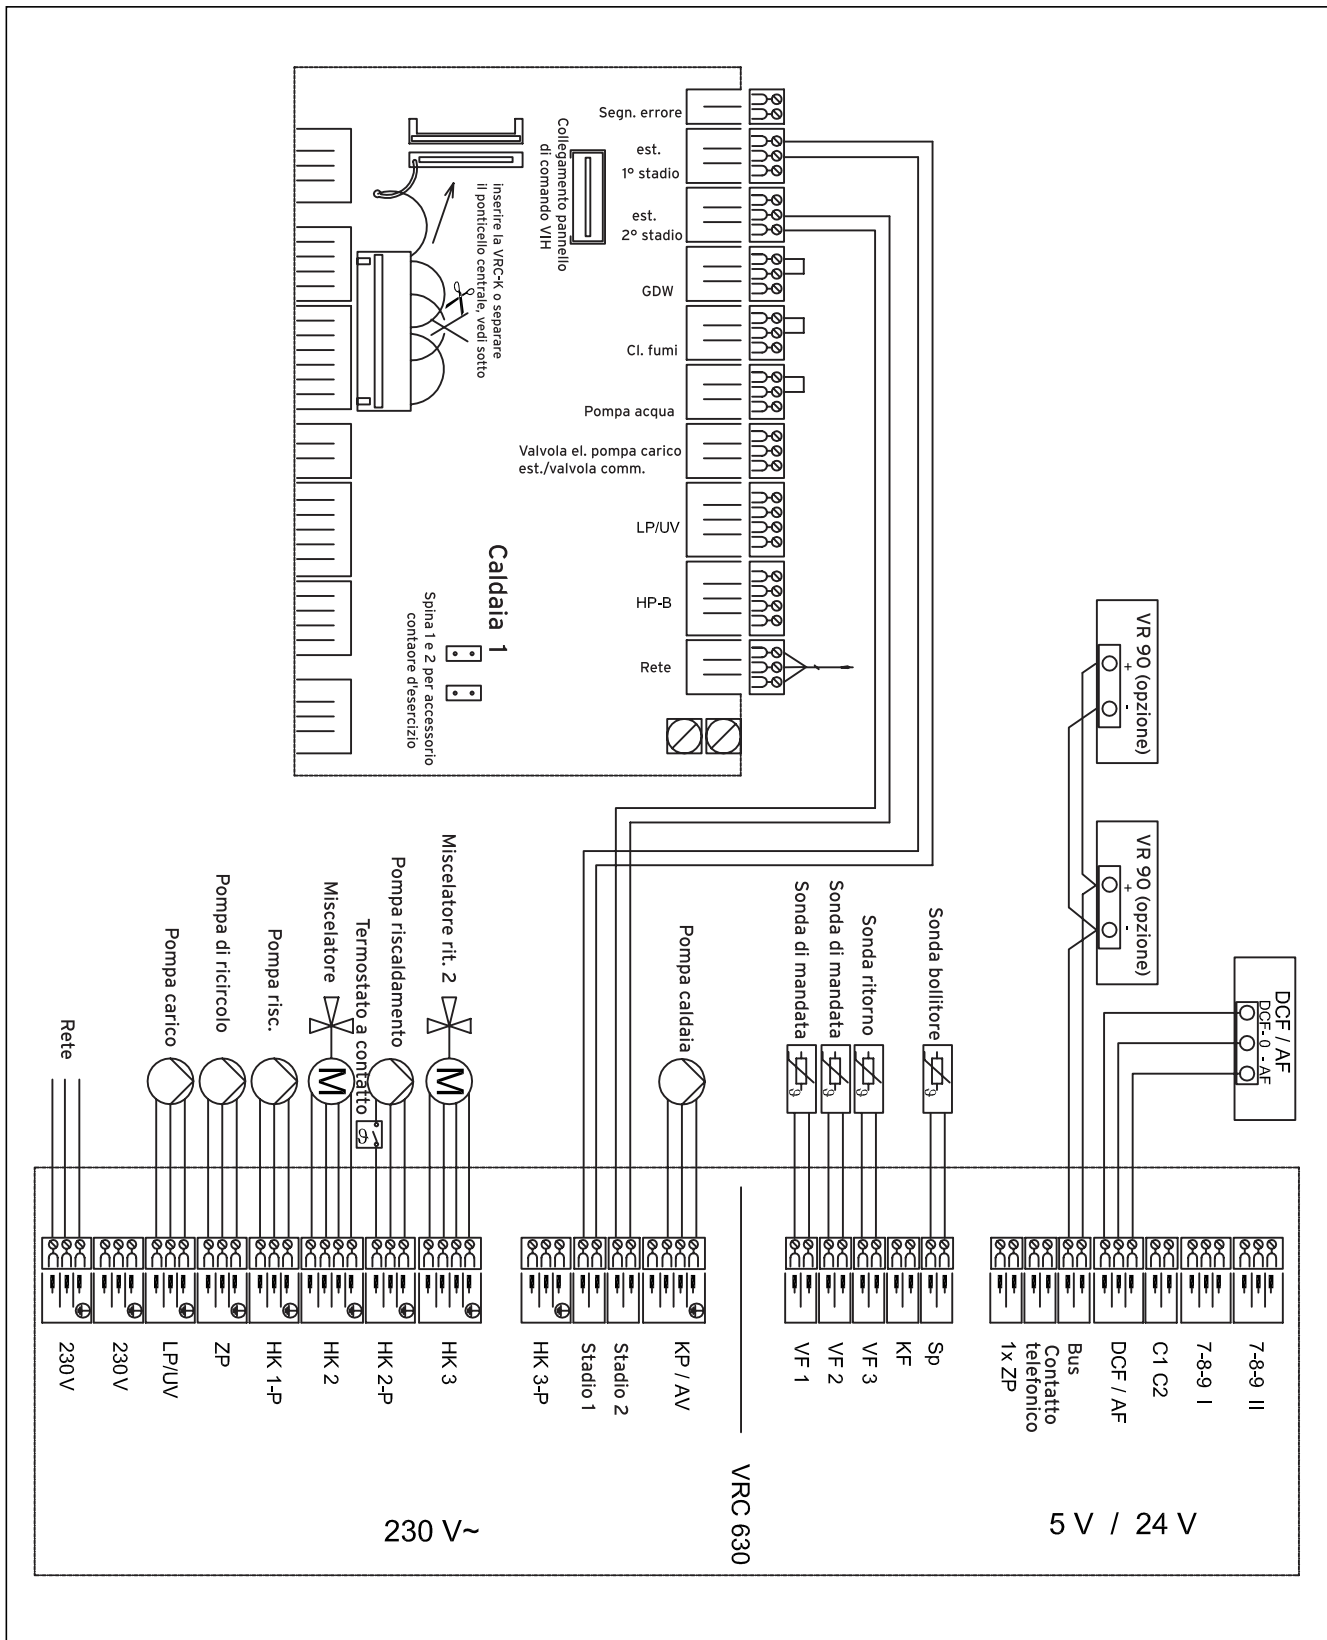 Segn. errore
est.
1° stadio
est.
2° stadio
GDW
Cl. fumi
Pompa acqua
Valvola el. pompa carico
est./valvola comm.
LP/UV
HP-B
Rete
Collegamento pannello
di comando VIH
inserire la VRC-K o separare
il ponticello centrale, vedi sotto
Caldaia 1
Spina 1 e 2 per accessorio
contaore d'esercizio
VR 90 (opzione)
+ -
VR 90 (opzione)
+ -
DCF / AF
DCF- 0 - AF
Rete
Pompa carico
Pompa di ricircolo
Pompa risc.
Miscelatore
M
Termostato a contatto
Pompa riscaldamento
Miscelatore rit. 2
M
Pompa caldaia
Sonda di mandata
Sonda di mandata
Sonda ritorno
Sonda bollitore
230 V
230 V
LP/UV
ZP
HK 1-P
HK 2
HK 2-P
HK 3
HK 3-P
Stadio 1
Stadio 2
KP / AV
VF 1
VF 2
VF 3
KF
Sp
1x ZP
Contatto
telefonico
Bus
DCF / AF
C1 C2
7-8-9 I
7-8-9 II
230 V~
VRC 630
5 V / 24 V